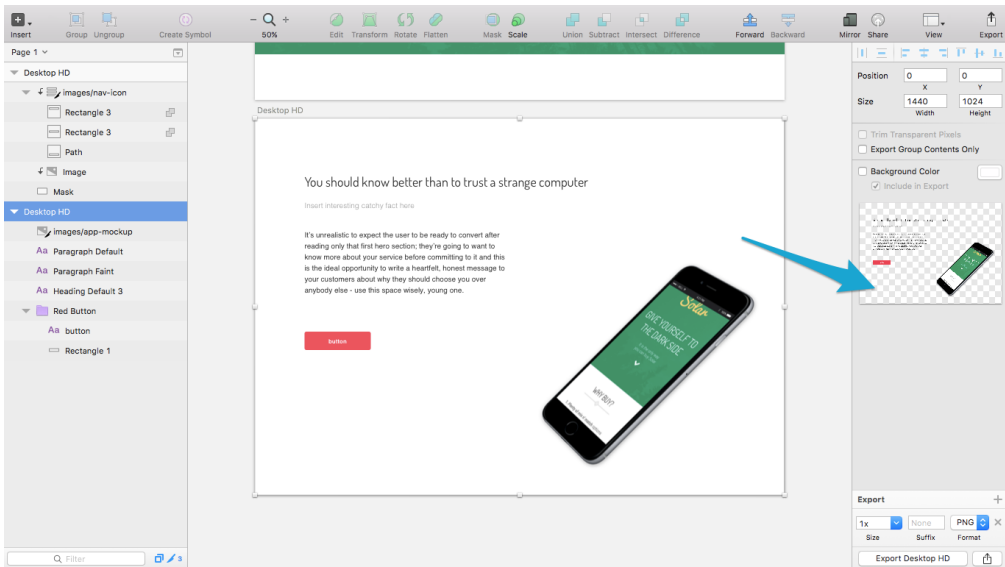 Insert
Group Ungroup
Create Symbol
50%
Edit Transform Rotate Flatten
Mask Scale
Union Subtract Intersect Difference
Forward Backward
Mirror Share
View
Export
Page 1
Desktop HD
images/nav-icon
Rectangle 3
Rectangle 3
Path
Image
Mask
Desktop HD
images/app-mockup
Aa Paragraph Default
Aa Paragraph Faint
Aa Heading Default 3
Red Button
Aa button
Rectangle 1
Filter
3
Desktop HD
You should know better than to trust a strange computer
Insert interesting catchy fact here
It's unrealistic to expect the user to be ready to convert after
reading only that first hero section; they're going to want to
know more about your service before committing to it and this
is the ideal opportunity to write a heartfelt, honest message to
your customers about why they should choose you over
anybody else - use this space wisely, young one.
button
Solar
GIVE YOURSELF TO
THE DARK SIDE
WHY BUY?
Position 0 0
X Y
Size 1440 1024
Width Height
Trim Transparent Pixels
Export Group Contents Only
Background Color
Include in Export
Export
1x None PNG
Size Suffix Format
Export Desktop HD